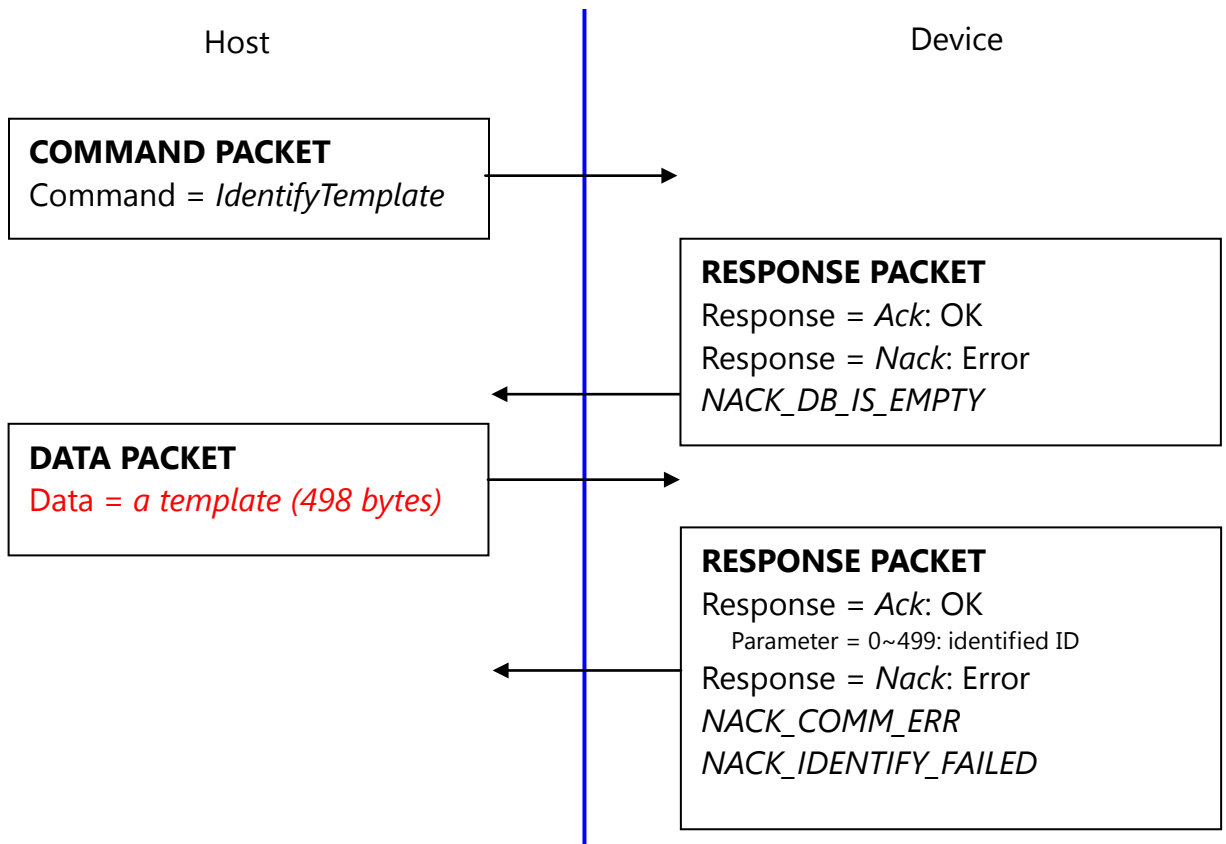 Host
Device
COMMAND PACKET
Command = IdentifyTemplate
RESPONSE PACKET
Response = Ack: OK
Response = Nack: Error
NACK_DB_IS_EMPTY
DATA PACKET
Data = a template (498 bytes)
RESPONSE PACKET
Response = Ack: OK
Parameter = 0~499: identified ID
Response = Nack: Error
NACK_COMM_ERR
NACK_IDENTIFY_FAILED